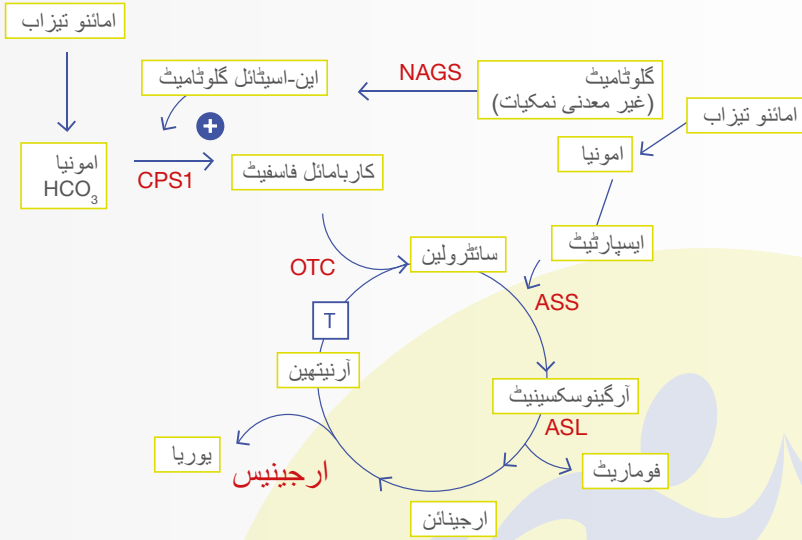 امائنو تیزاب
این-اسیٹائل گلوٹامیٹ
NAGS
گلوٹامیٹ
(غیر معدنی نمکیات)
امائنو تیزاب
امونیا
HCO3
+
CPS1
کاربامائل فاسفیٹ
امونیا
ایسپارٹیٹ
OTC
سائٹرولین
ASS
T
آرنیتھین
آرگینوسکسینیٹ
ASL
یوریا
ارجینیس
فوماریٹ
ارجینائن